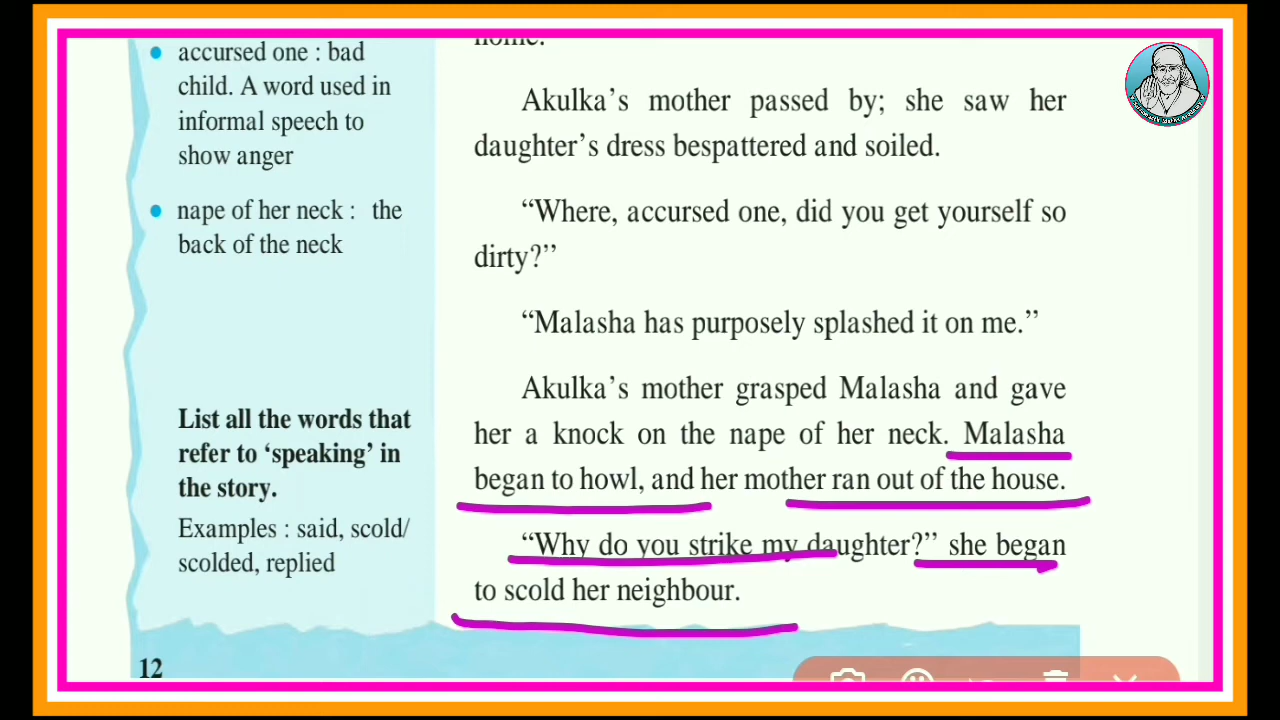 accursed one : bad
child. A word used in
informal speech to
show anger
nape of her neck : the
back of the neck
List all the words that
refer to ‘speaking’ in
the story.
Examples : said, scold/
scolded, replied
12
home.
Akulka’s mother passed by; she saw her
daughter’s dress bespattered and soiled.
“Where, accursed one, did you get yourself so
dirty?’’
“Malasha has purposely splashed it on me.’’
Akulka’s mother grasped Malasha and gave
her a knock on the nape of her neck. Malasha
began to howl, and her mother ran out of the house.
“Why do you strike my daughter?’’ she began
to scold her neighbour.